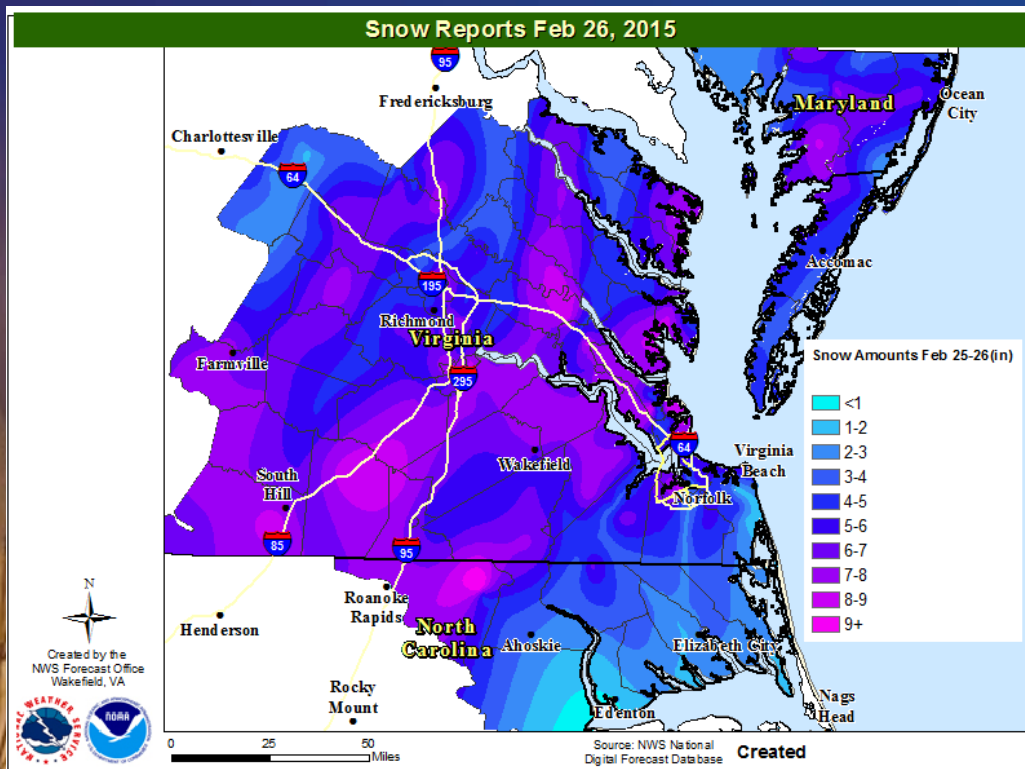 Snow Reports Feb 26, 2015
95
Fredericksburg
Maryland
Ocean
City
Charlottesville
64
Accomac
195
Richmond
Virginia
Farmville
295
Snow Amounts Feb 25-26(in)
<1
1-2
2-3
3-4
4-5
5-6
6-7
7-8
8-9
9+
64
Virginia
Beach
Wakefield
Norfolk
South
Hill
85
95
Roanoke
Rapids
North
Carolina
Henderson
Ahoskie
Elizabeth City
Rocky
Mount
Edenton
Nags
Head
N
Created by the
NWS Forecast Office
Wakefield, VA
NATIONAL WEATHER SERVICE
NOAA
0 25 50
Miles
Source: NWS National
Digital Forecast Database
Created